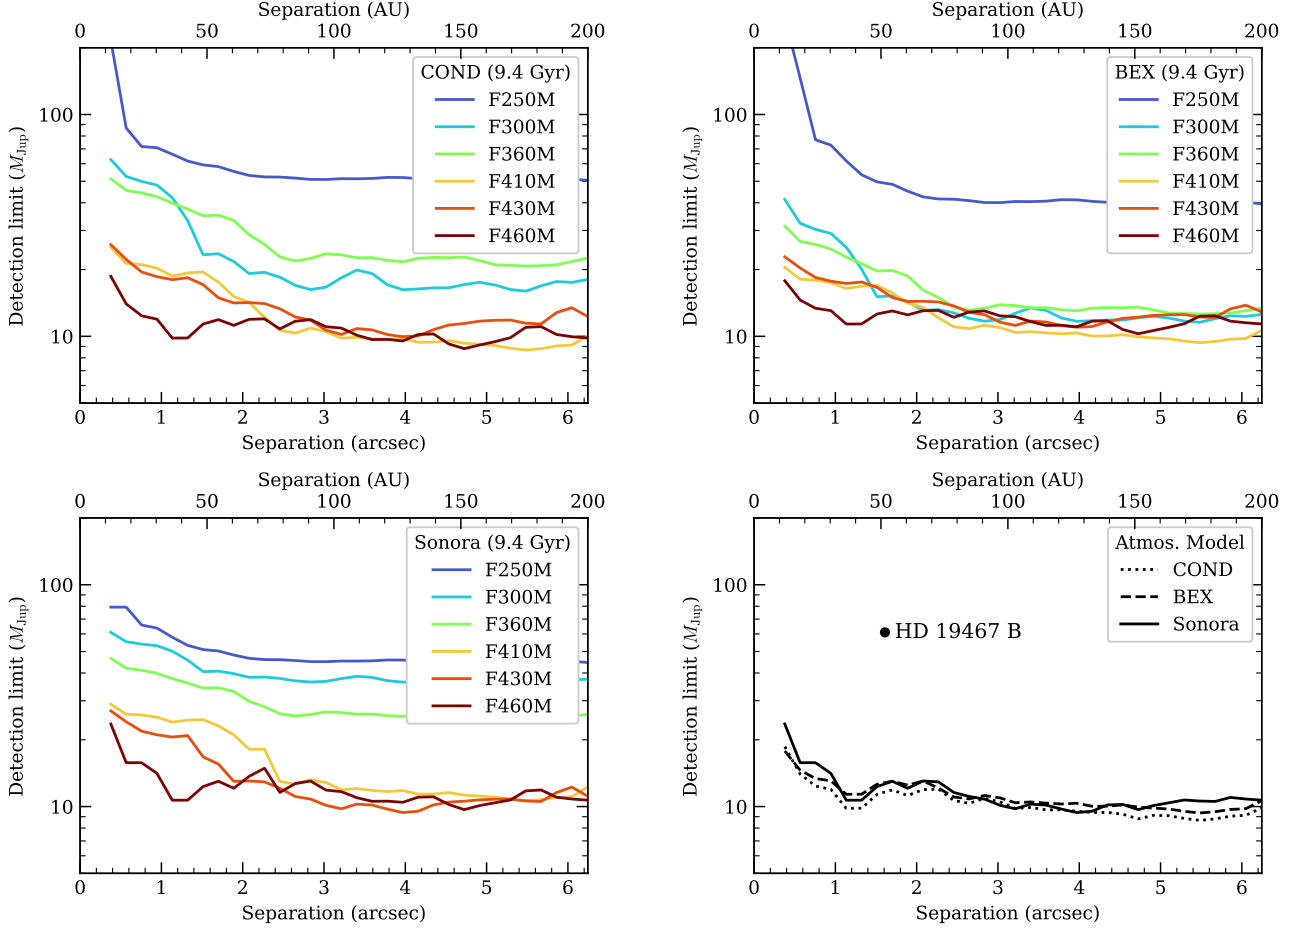 Separation (AU)
0 50 100 150 200
COND (9.4 Gyr)
F250M
F300M
F360M
F410M
F430M
F460M
100
10
Detection limit (M_Jup)
0 1 2 3 4 5 6
Separation (arcsec)
Separation (AU)
0 50 100 150 200
BEX (9.4 Gyr)
F250M
F300M
F360M
F410M
F430M
F460M
100
10
Detection limit (M_Jup)
0 1 2 3 4 5 6
Separation (arcsec)
Separation (AU)
0 50 100 150 200
Sonora (9.4 Gyr)
F250M
F300M
F360M
F410M
F430M
F460M
100
10
Detection limit (M_Jup)
0 1 2 3 4 5 6
Separation (arcsec)
Separation (AU)
0 50 100 150 200
Atmos. Model
COND
BEX
Sonora
HD 19467 B
100
10
Detection limit (M_Jup)
0 1 2 3 4 5 6
Separation (arcsec)